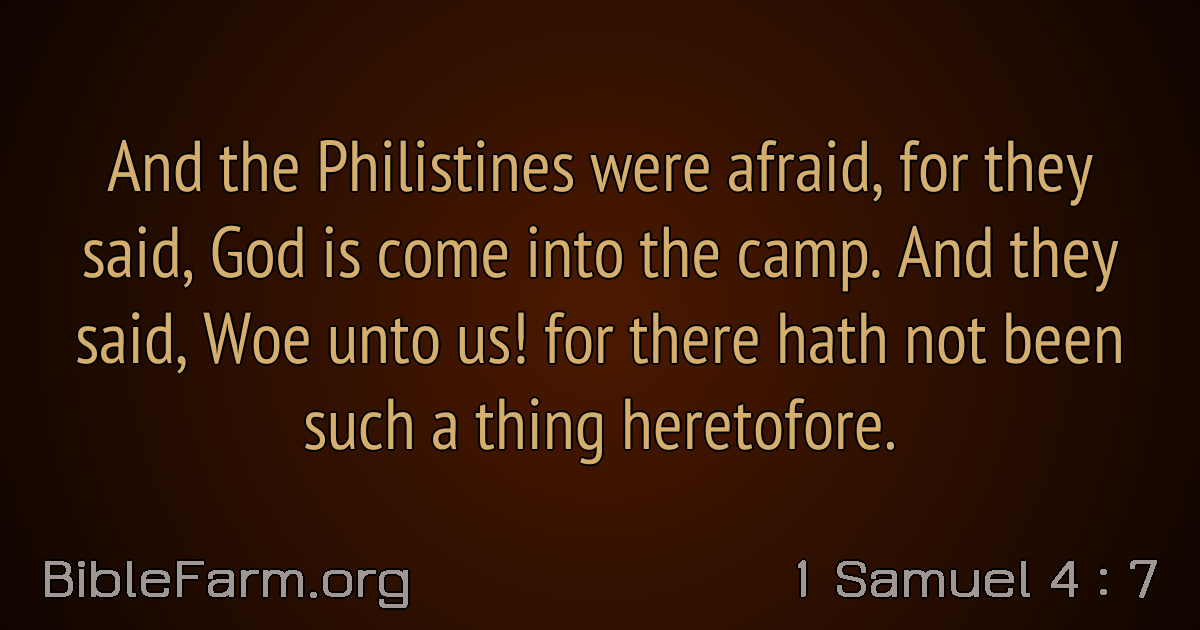 And the Philistines were afraid, for they
said, God is come into the camp. And they
said, Woe unto us! for there hath not been
such a thing heretofore.
BibleFarm.org
1 Samuel 4 : 7